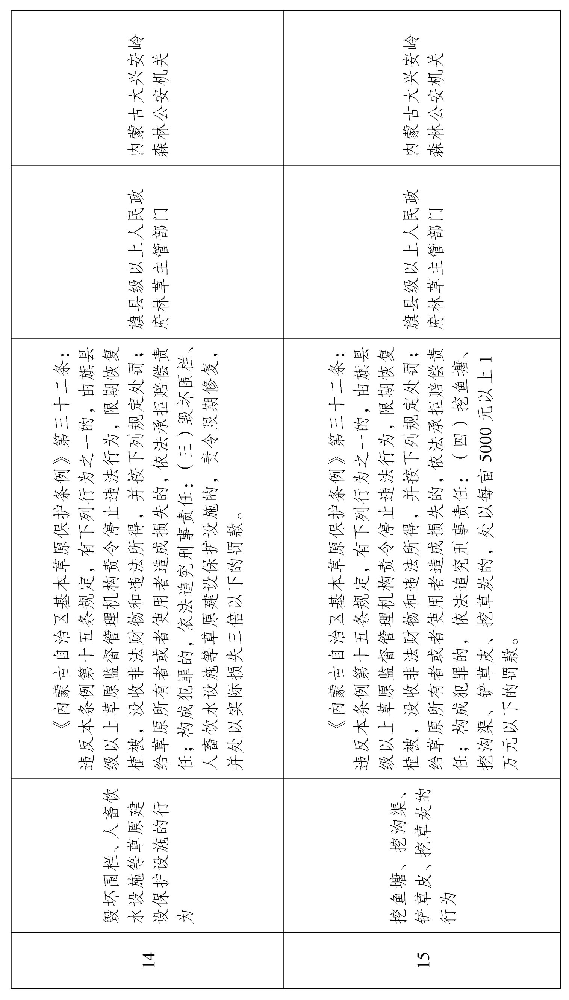 14
毁坏围栏、人畜饮
水设施等草原建
设保护设施的行
为
《内蒙古自治区基本草原保护条例》第三十二条：
违反本条例第十五条规定，有下列行为之一的，由旗县
级以上草原监督管理机构责令停止违法行为，限期恢复
植被，没收非法财物和违法所得，并按下列规定处罚；
给草原所有者或者使用者造成损失的，依法承担赔偿责
任；构成犯罪的，依法追究刑事责任：（三）毁坏围栏、
人畜饮水设施等草原建设保护设施的，责令限期修复，
并处以实际损失三倍以下的罚款。
旗县级以上人民政
府林草主管部门
内蒙古大兴安岭
森林公安机关
15
挖鱼塘、挖沟渠、
铲草皮、挖草炭的
行为
《内蒙古自治区基本草原保护条例》第三十二条：
违反本条例第十五条规定，有下列行为之一的，由旗县
级以上草原监督管理机构责令停止违法行为，限期恢复
植被，没收非法财物和违法所得，并按下列规定处罚；
给草原所有者或者使用者造成损失的，依法承担赔偿责
任；构成犯罪的，依法追究刑事责任：（四）挖鱼塘、
挖沟渠、铲草皮、挖草炭的，处以每亩 5000 元以上 1
万元以下的罚款。
旗县级以上人民政
府林草主管部门
内蒙古大兴安岭
森林公安机关